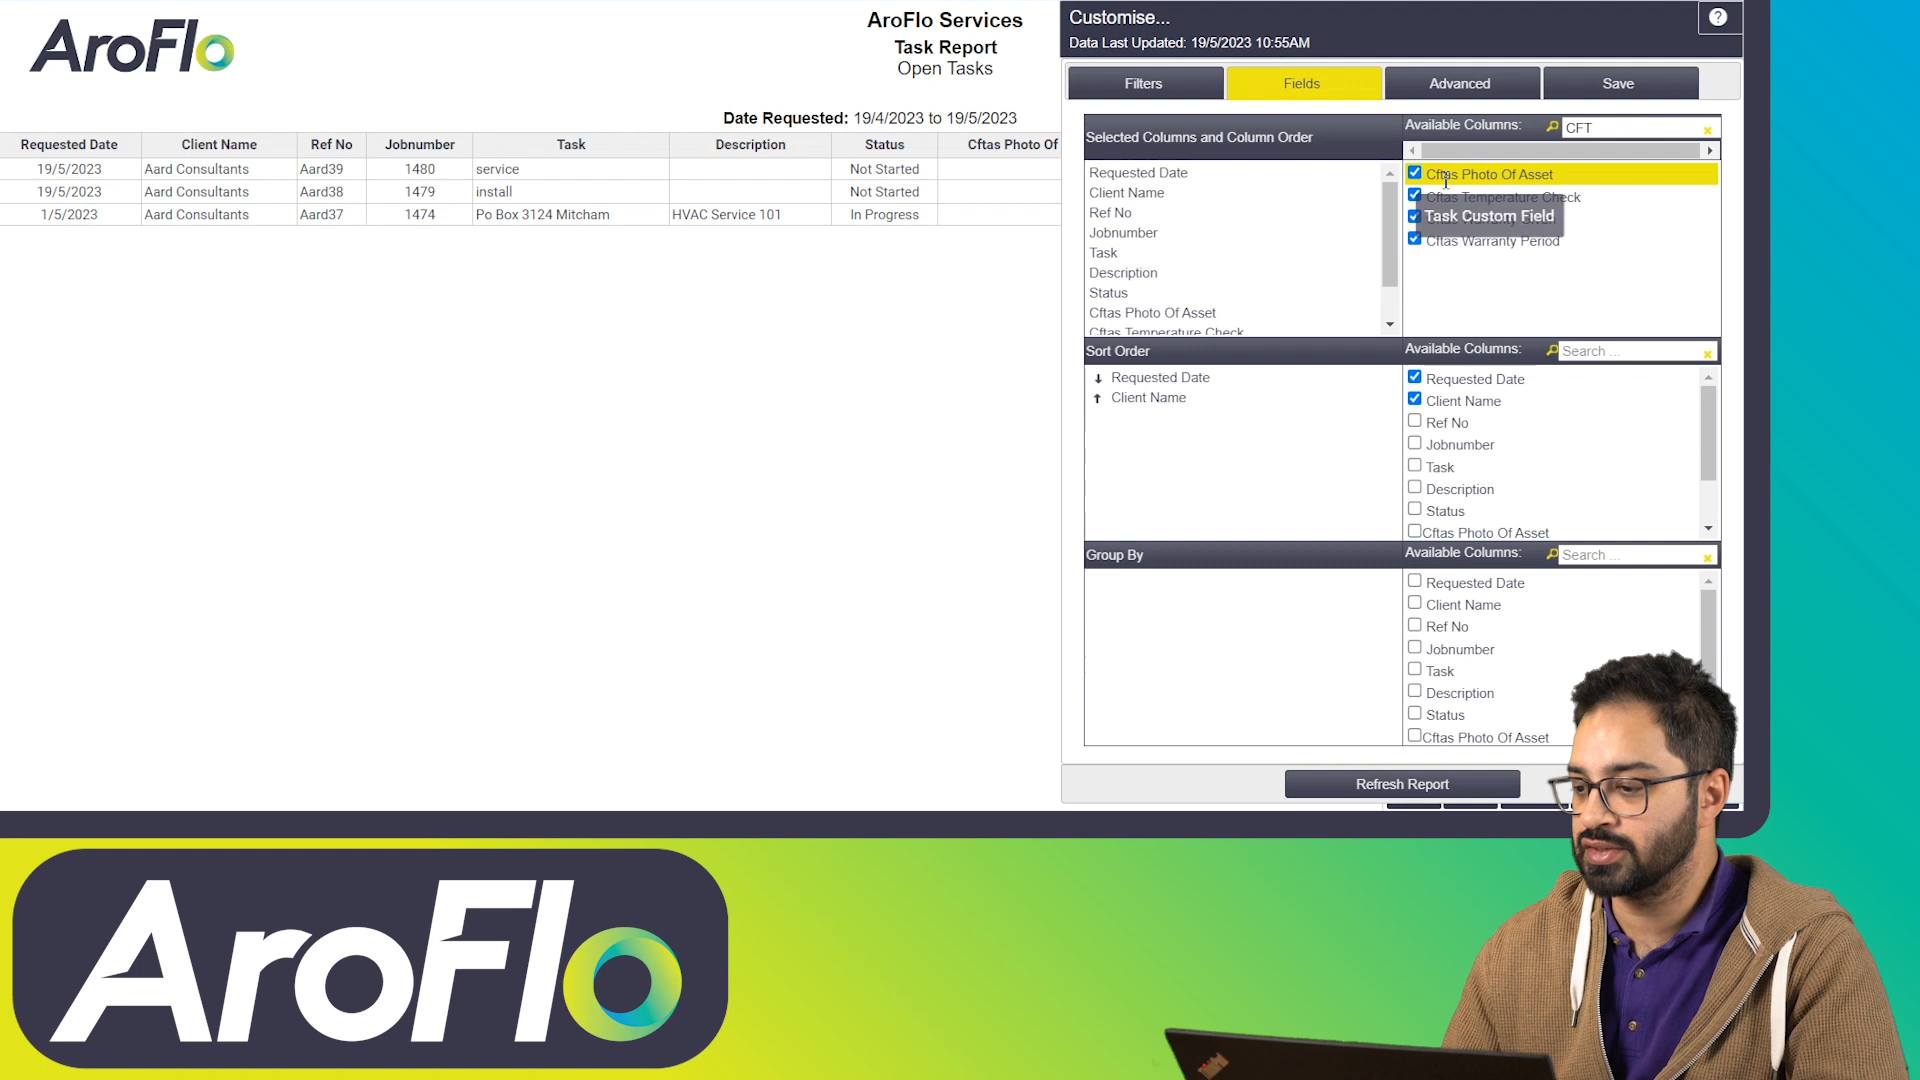 AroFlo
AroFlo Services
Task Report
Open Tasks
Date Requested: 19/4/2023 to 19/5/2023
Requested Date Client Name Ref No Jobnumber Task Description Status Cftas Photo Of
19/5/2023 Aard Consultants Aard39 1480 service Not Started
19/5/2023 Aard Consultants Aard38 1479 install Not Started
1/5/2023 Aard Consultants Aard37 1474 Po Box 3124 Mitcham HVAC Service 101 In Progress
Customise...
Data Last Updated: 19/5/2023 10:55AM
?
Filters Fields Advanced Save
Selected Columns and Column Order
Requested Date
Client Name
Ref No
Jobnumber
Task
Description
Status
Cftas Photo Of Asset
Cftas Temperature Check
Available Columns: CFT
Cftas Photo Of Asset
Cftas Temperature Check
Task Custom Field
Cftas Warranty Period
Sort Order
Requested Date
Client Name
Available Columns: Search ...
Requested Date
Client Name
Ref No
Jobnumber
Task
Description
Status
Cftas Photo Of Asset
Group By
Available Columns: Search ...
Requested Date
Client Name
Ref No
Jobnumber
Task
Description
Status
Cftas Photo Of Asset
Refresh Report
AroFlo